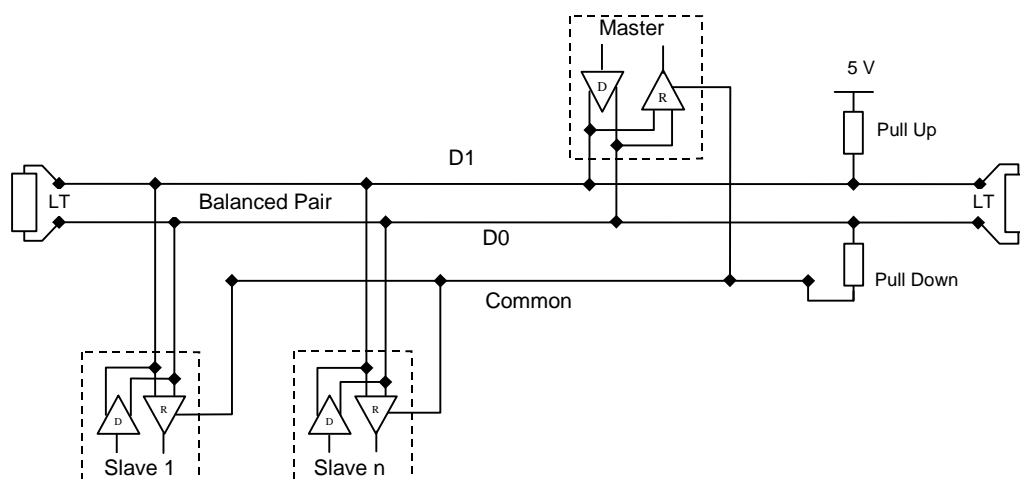 Master
D
R
5 V
Pull Up
D1
LT
Balanced Pair
LT
D0
Pull Down
Common
D
R
Slave 1
D
R
Slave n